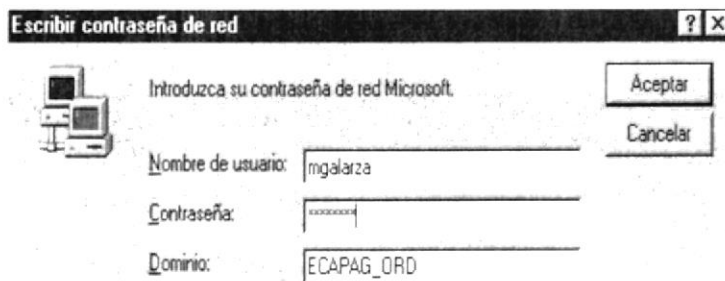 Escribir contraseña de red
? X
Introduzca su contraseña de red Microsoft.
Aceptar
Cancelar
Nombre de usuario: mgalarza
Contraseña: ********
Dominio: ECAPAG_ORD